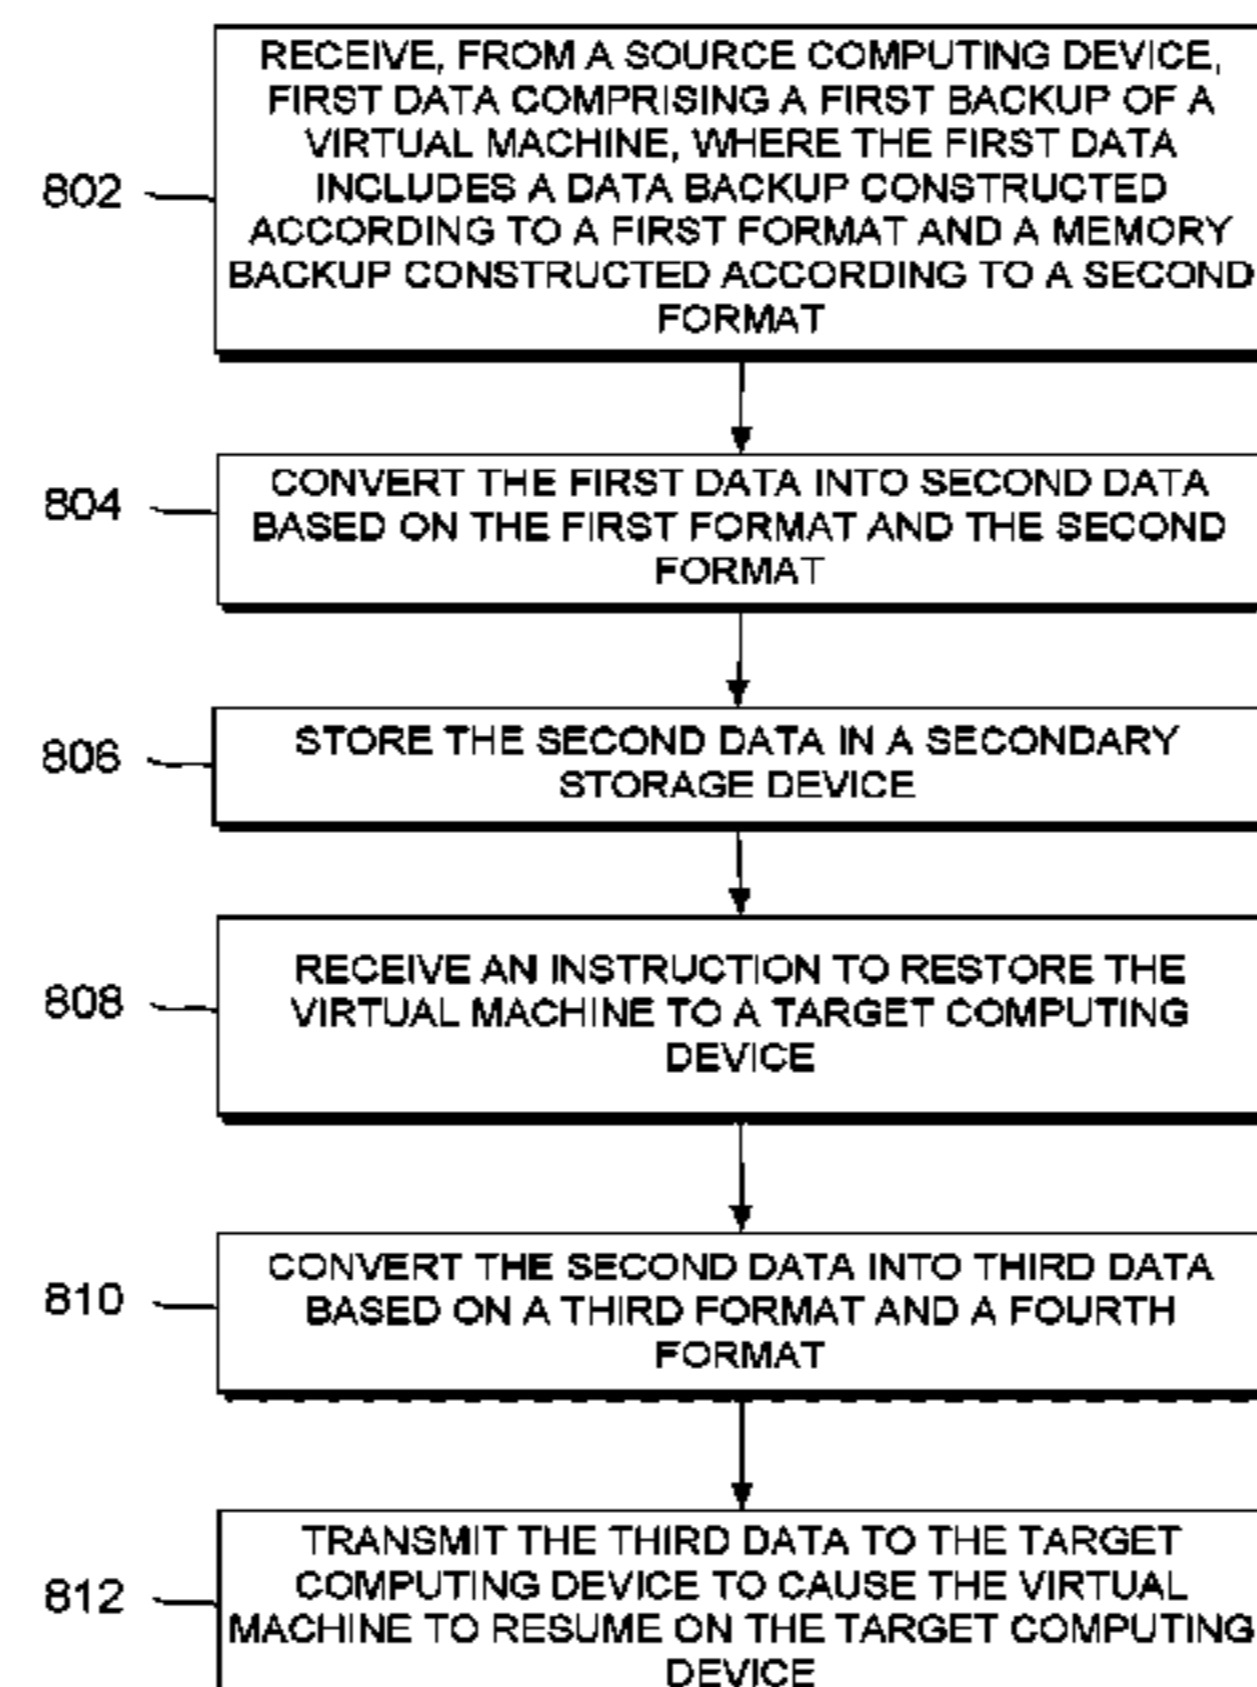 RECEIVE, FROM A SOURCE COMPUTING DEVICE,
FIRST DATA COMPRISING A FIRST BACKUP OF A
VIRTUAL MACHINE, WHERE THE FIRST DATA
802
INCLUDES A DATA BACKUP CONSTRUCTED
ACCORDING TO A FIRST FORMAT AND A MEMORY
BACKUP CONSTRUCTED ACCORDING TO A SECOND
FORMAT
804
CONVERT THE FIRST DATA INTO SECOND DATA
BASED ON THE FIRST FORMAT AND THE SECOND
FORMAT
806
STORE THE SECOND DATA IN A SECONDARY
STORAGE DEVICE
808
RECEIVE AN INSTRUCTION TO RESTORE THE
VIRTUAL MACHINE TO A TARGET COMPUTING
DEVICE
810
CONVERT THE SECOND DATA INTO THIRD DATA
BASED ON A THIRD FORMAT AND A FOURTH
FORMAT
812
TRANSMIT THE THIRD DATA TO THE TARGET
COMPUTING DEVICE TO CAUSE THE VIRTUAL
MACHINE TO RESUME ON THE TARGET COMPUTING
DEVICE